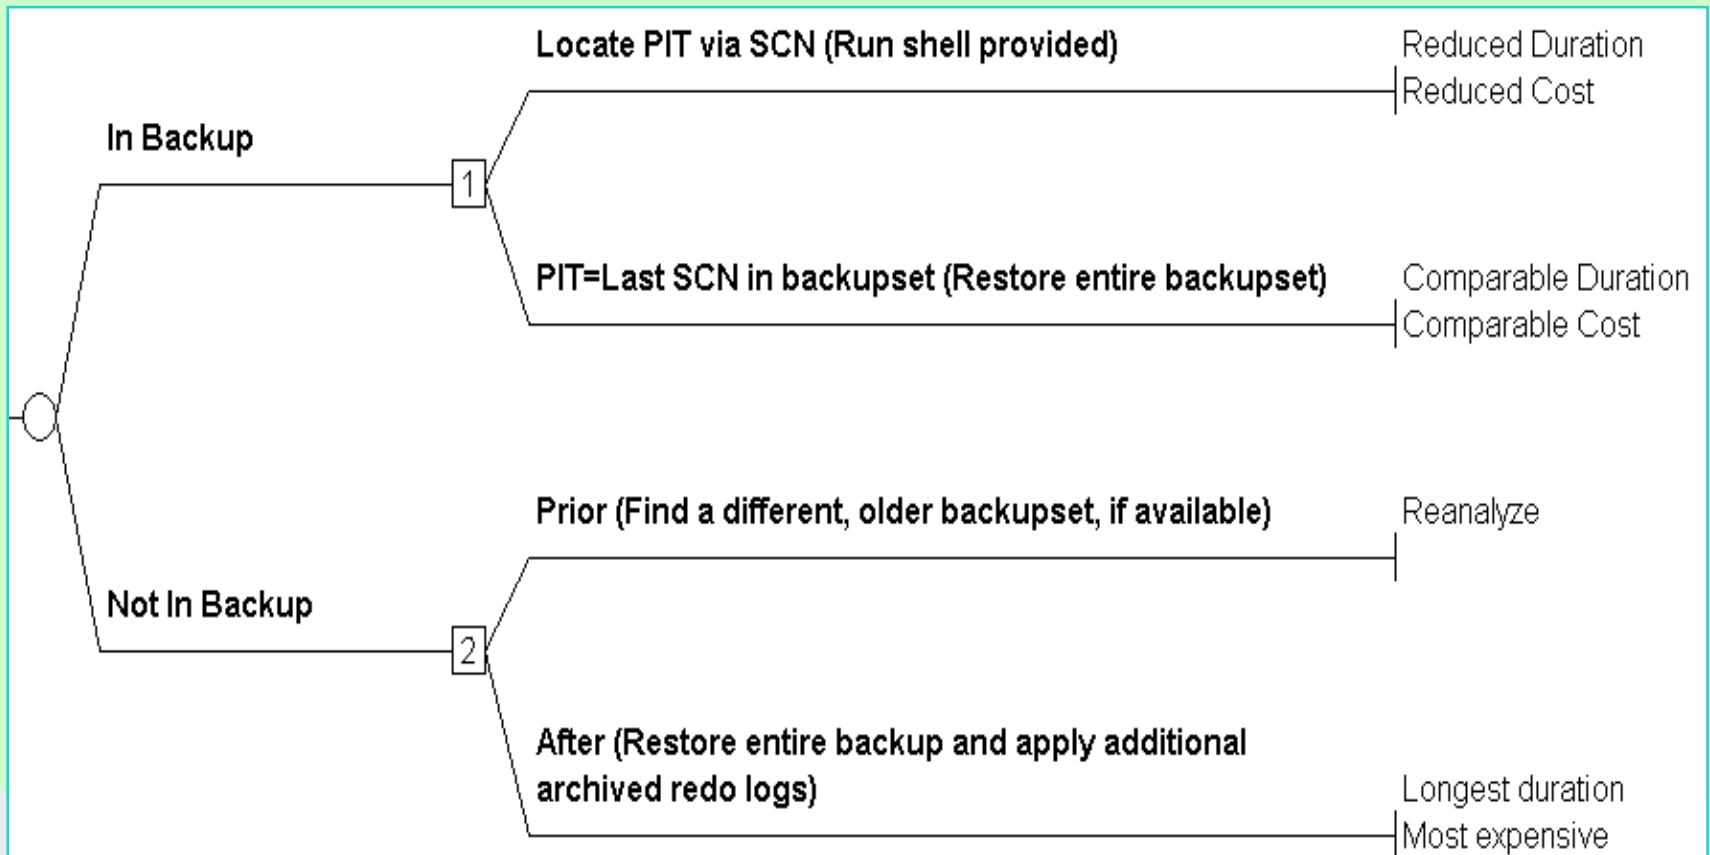 Locate PIT via SCN (Run shell provided)
Reduced Duration
Reduced Cost
In Backup
1
PIT=Last SCN in backupset (Restore entire backupset)
Comparable Duration
Comparable Cost
Prior (Find a different, older backupset, if available)
Reanalyze
Not In Backup
2
After (Restore entire backup and apply additional
archived redo logs)
Longest duration
Most expensive